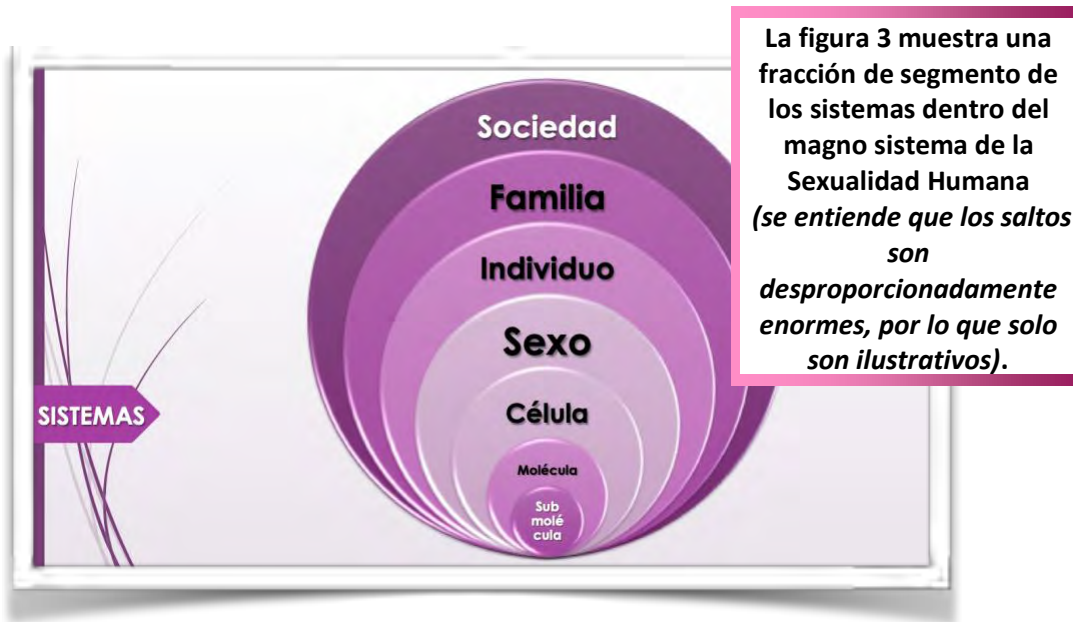 La figura 3 muestra una
fracción de segmento de
los sistemas dentro del
magno sistema de la
Sexualidad Humana
(se entiende que los saltos
son
desproporcionadamente
enormes, por lo que solo
son ilustrativos).
Sociedad
Familia
Individuo
Sexo
Célula
Molécula
Sub
molé
cula
SISTEMAS